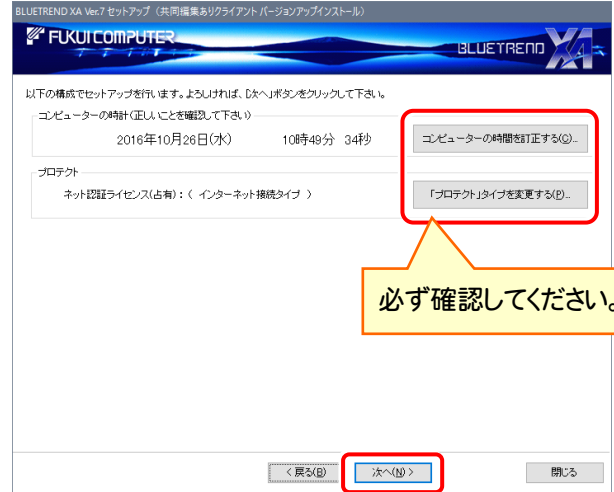 BLUETREND XA Ver.7 セットアップ（共同編集ありクライアント バージョンアップインストール）
FUKUI COMPUTER
BLUETREND XA
以下の構成でセットアップを行います。よろしければ、[次へ]ボタンをクリックして下さい。
コンピューターの時計(正しいことを確認して下さい)
2016年10月26日(水) 10時49分 34秒
コンピューターの時間を訂正する(C)...
プロテクト
ネット認証ライセンス(占有)：( インターネット接続タイプ )
「プロテクト」タイプを変更する(P)...
必ず確認してください。
< 戻る(B)
次へ(N) >
閉じる